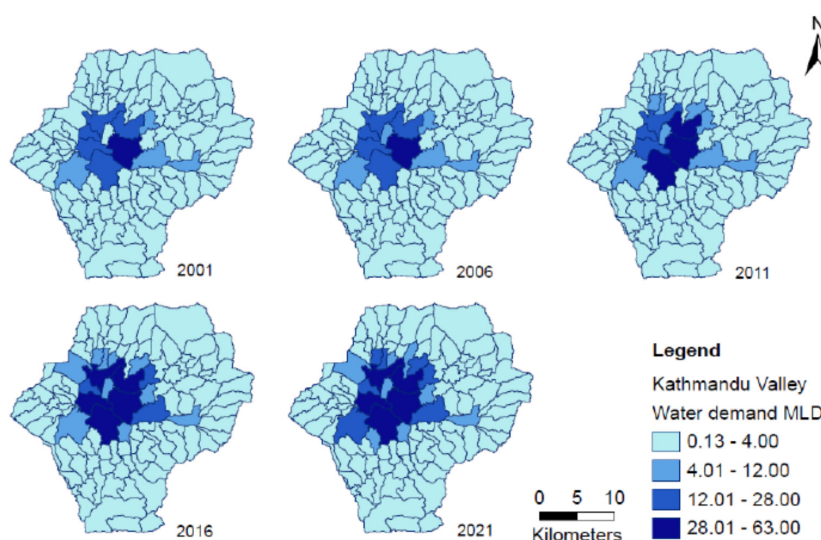 N
2001
2006
2011
2016
2021
Legend
Kathmandu Valley
Water demand MLD
0.13 - 4.00
4.01 - 12.00
12.01 - 28.00
28.01 - 63.00
0 5 10
Kilometers